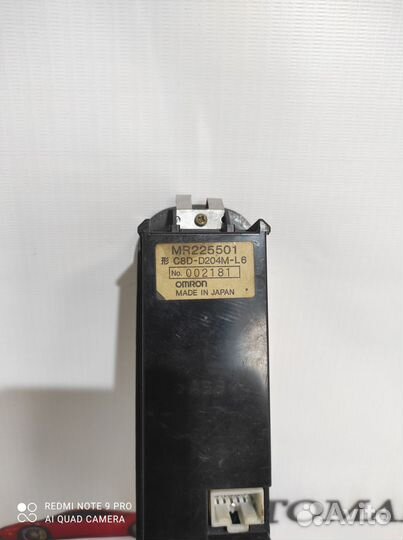 MR225501
形 C8D-D204M-L6
No. 002181
OMRON
MADE IN JAPAN
REDMI NOTE 9 PRO
AI QUAD CAMERA
Avito